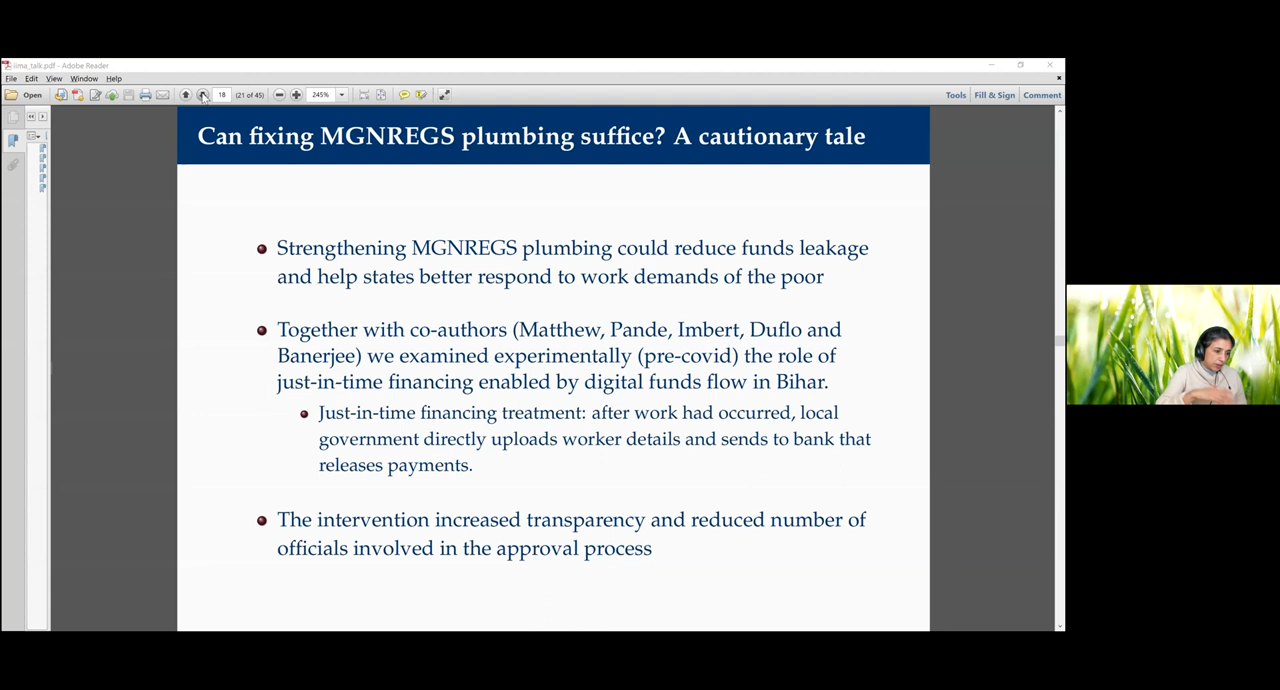 iima_talk.pdf - Adobe Reader
File Edit View Window Help
Open 18 (21 of 45) 245% Tools Fill & Sign Comment
Can fixing MGNREGS plumbing suffice? A cautionary tale
Strengthening MGNREGS plumbing could reduce funds leakage
and help states better respond to work demands of the poor
Together with co-authors (Matthew, Pande, Imbert, Duflo and
Banerjee) we examined experimentally (pre-covid) the role of
just-in-time financing enabled by digital funds flow in Bihar.
Just-in-time financing treatment: after work had occurred, local
government directly uploads worker details and sends to bank that
releases payments.
The intervention increased transparency and reduced number of
officials involved in the approval process